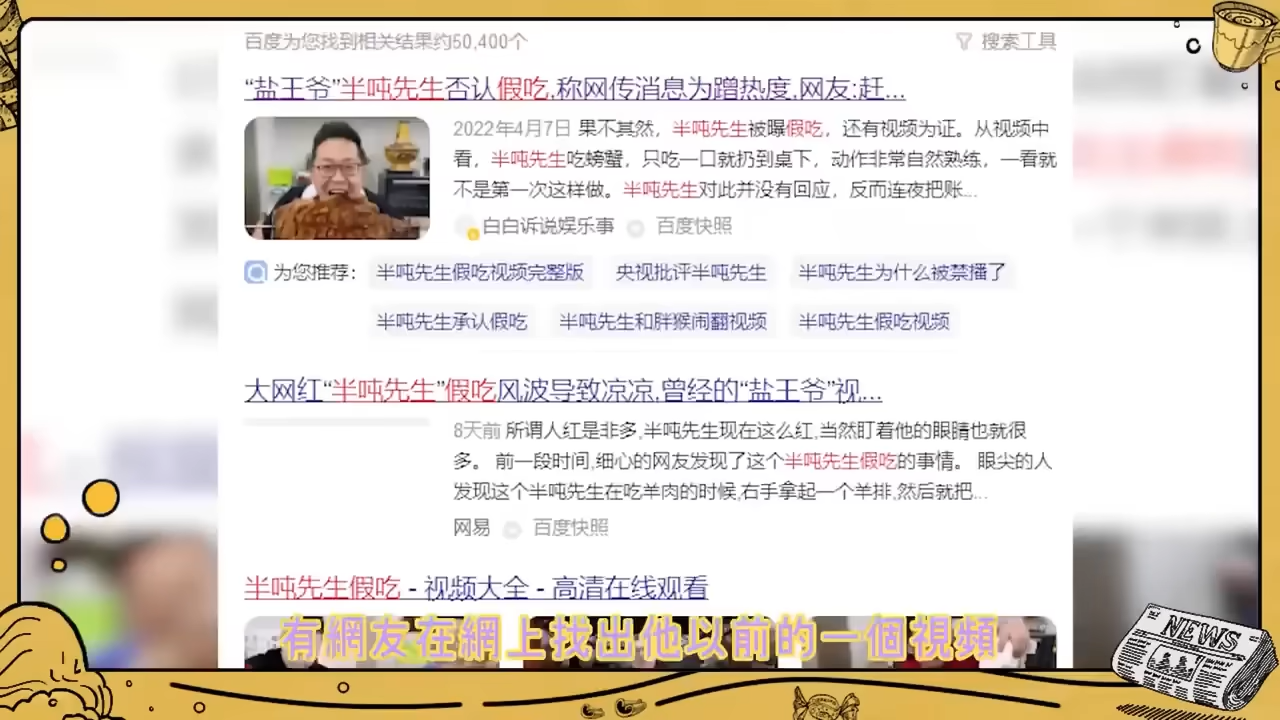 百度为您找到相关结果约50,400个
搜索工具
“盐王爷”半吨先生否认假吃,称网传消息为蹭热度,网友:赶...
2022年4月7日 果不其然，半吨先生被曝假吃，还有视频为证。从视频中
看，半吨先生吃螃蟹，只吃一口就扔到桌下，动作非常自然熟练，一看就
不是第一次这样做。半吨先生对此并没有回应，反而连夜把账...
白白诉说娱乐事 百度快照
为您推荐： 半吨先生假吃视频完整版 央视批评半吨先生 半吨先生为什么被禁播了
半吨先生承认假吃 半吨先生和胖猴闹翻视频 半吨先生假吃视频
大网红“半吨先生”假吃风波导致凉凉,曾经的“盐王爷”视...
8天前 所谓人红是非多,半吨先生现在这么红,当然盯着他的眼睛也就很
多。 前一段时间,细心的网友发现了这个半吨先生假吃的事情。 眼尖的人
发现这个半吨先生在吃羊肉的时候,右手拿起一个羊排,然后就把...
网易 百度快照
半吨先生假吃 - 视频大全 - 高清在线观看
有網友在網上找出他以前的一個視頻
NEWS